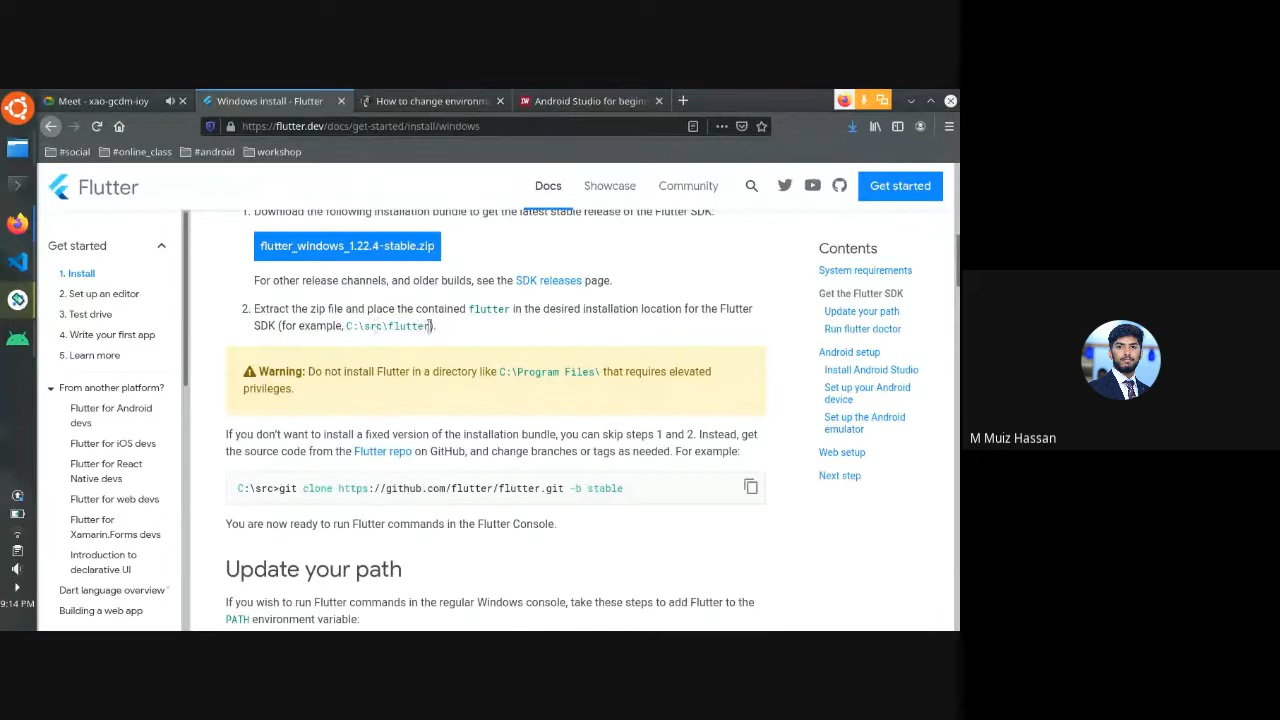 Meet - xao-gcdm-ioy
Windows install - Flutter
How to change environm
Android Studio for begin
https://flutter.dev/docs/get-started/install/windows
#social
#online_class
#android
workshop
Flutter
Docs
Showcase
Community
Get started
Get started
1. Install
2. Set up an editor
3. Test drive
4. Write your first app
5. Learn more
From another platform?
Flutter for Android
devs
Flutter for iOS devs
Flutter for React
Native devs
Flutter for web devs
Flutter for
Xamarin.Forms devs
Introduction to
declarative UI
Dart language overview
Building a web app
1. Download the following installation bundle to get the latest stable release of the Flutter SDK:
flutter_windows_1.22.4-stable.zip
For other release channels, and older builds, see the SDK releases page.
2. Extract the zip file and place the contained flutter in the desired installation location for the Flutter
SDK (for example, C:\src\flutter).
Warning: Do not install Flutter in a directory like C:\Program Files\ that requires elevated
privileges.
If you don't want to install a fixed version of the installation bundle, you can skip steps 1 and 2. Instead, get
the source code from the Flutter repo on GitHub, and change branches or tags as needed. For example:
C:\src>git clone https://github.com/flutter/flutter.git -b stable
You are now ready to run Flutter commands in the Flutter Console.
Update your path
If you wish to run Flutter commands in the regular Windows console, take these steps to add Flutter to the
PATH environment variable:
Contents
System requirements
Get the Flutter SDK
Update your path
Run flutter doctor
Android setup
Install Android Studio
Set up your Android
device
Set up the Android
emulator
Web setup
Next step
9:14 PM
M Muiz Hassan